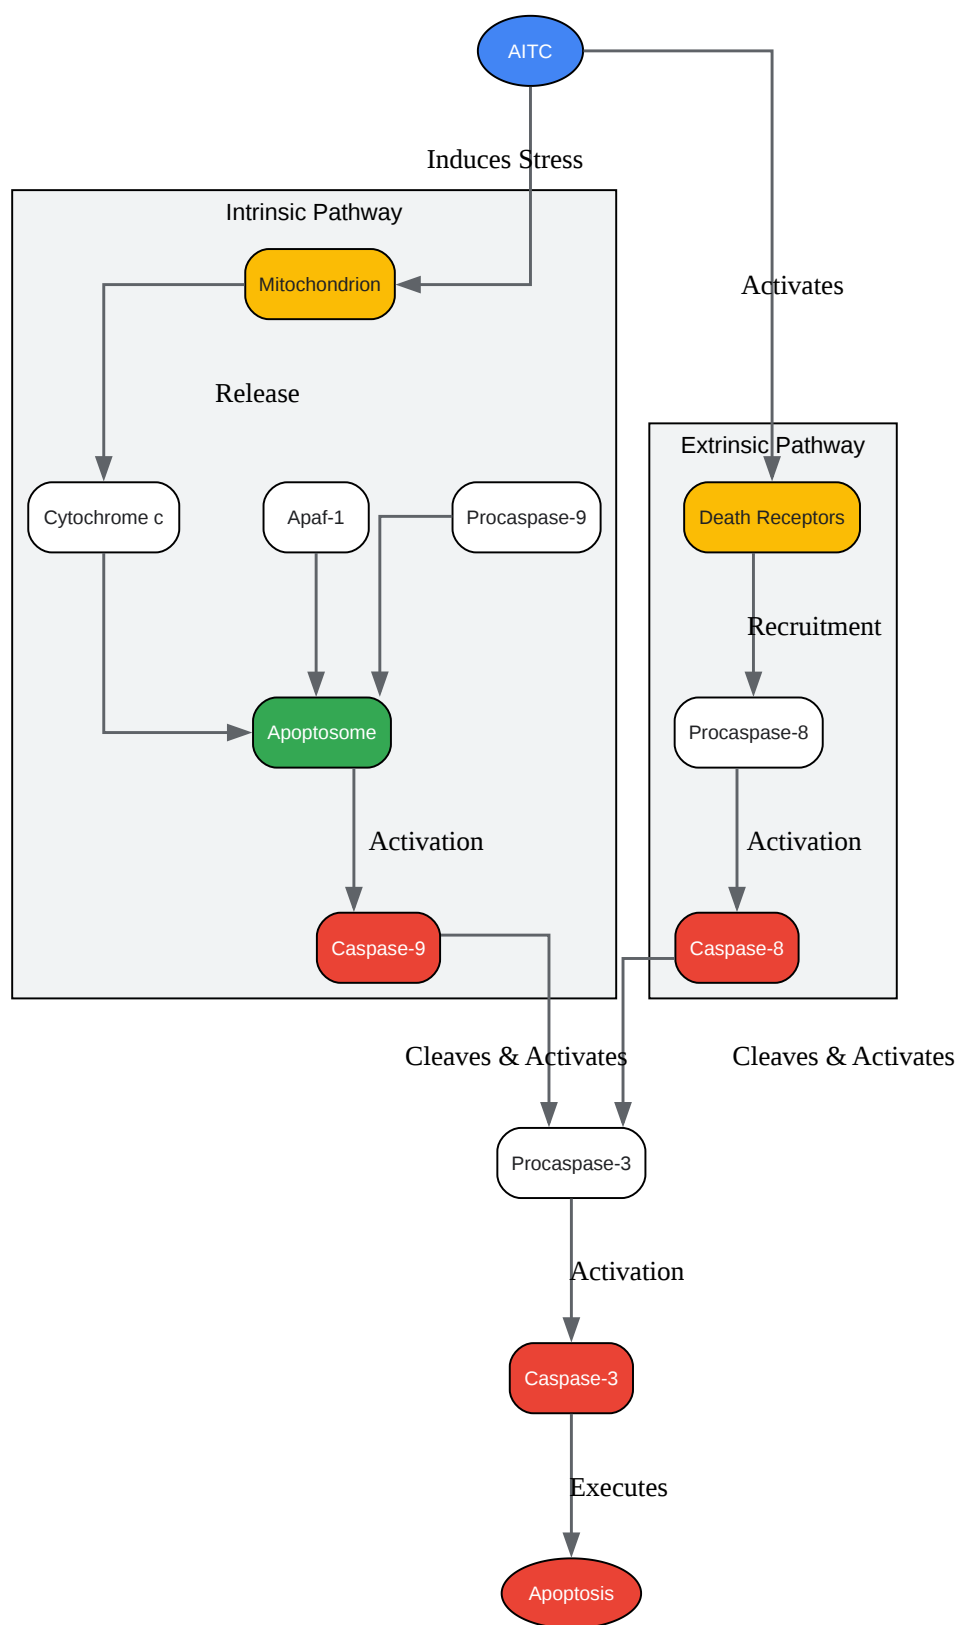 AITC
Induces Stress
Intrinsic Pathway
Mitochondrion
Activates
Release
Extrinsic Pathway
Cytochrome c
Apaf-1
Procaspase-9
Death Receptors
Recruitment
Apoptosome
Procaspase-8
Activation
Activation
Caspase-9
Caspase-8
Cleaves & Activates
Cleaves & Activates
Procaspase-3
Activation
Caspase-3
Executes
Apoptosis